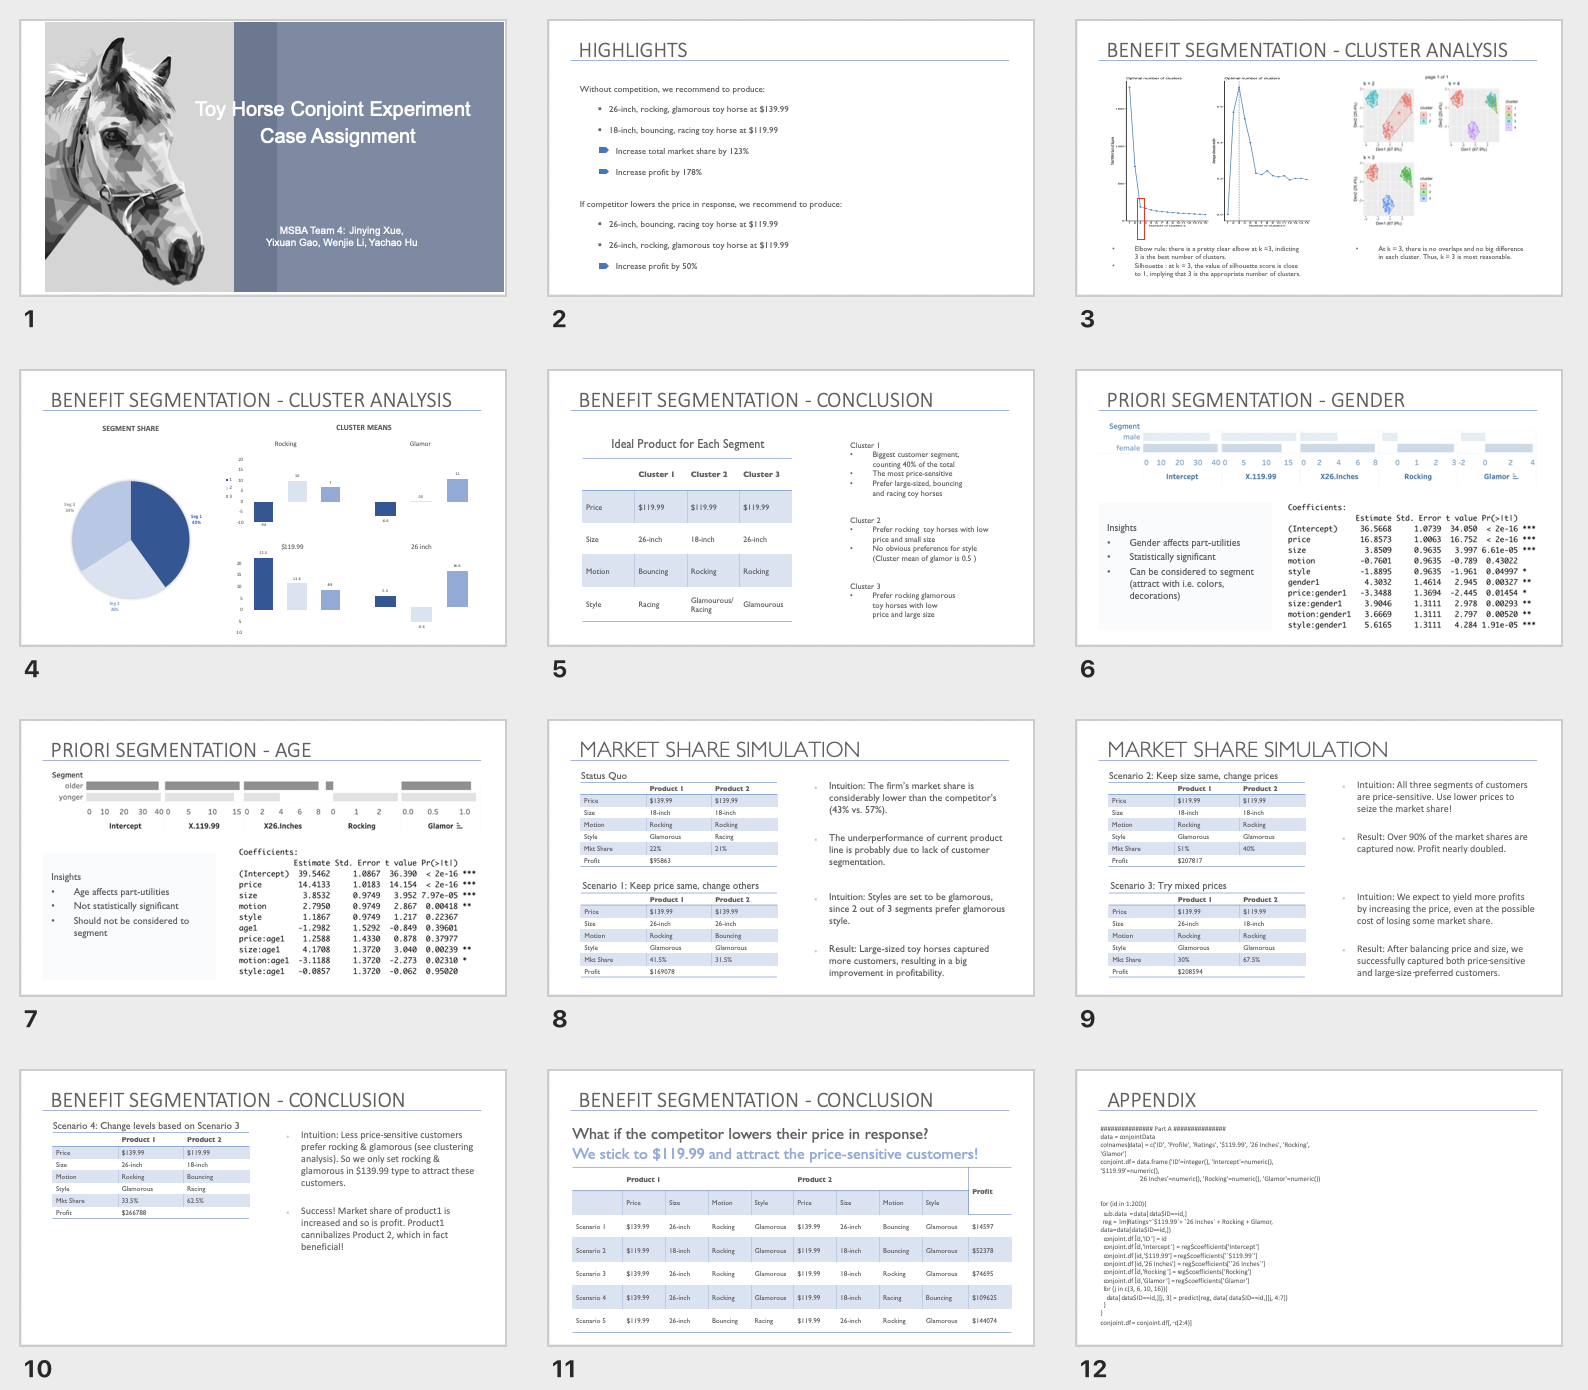 Toy Horse Conjoint Experiment
Case Assignment
MSBA Team 4: Jinying Xue,
Yixuan Gao, Wenjie Li, Yachao Hu
1
HIGHLIGHTS
Without competition, we recommend to produce:
26-inch, rocking, glamorous toy horse at $139.99
18-inch, bouncing, racing toy horse at $119.99
Increase total market share by 123%
Increase profit by 178%
If competitor lowers the price in response, we recommend to produce:
26-inch, bouncing, racing toy horse at $119.99
26-inch, rocking, glamorous toy horse at $119.99
Increase profit by 50%
2
BENEFIT SEGMENTATION - CLUSTER ANALYSIS
Optimal number of clusters
Optimal number of clusters
page 1 of 1
k = 2
k = 4
k = 3
Elbow rule: there is a pretty clear elbow at k =3, indicting
3 is the best number of clusters.
Silhouette : at k = 3, the value of silhouette score is close
to 1, implying that 3 is the appropriate number of clusters.
At k = 3, there is no overlaps and no big difference
in each cluster. Thus, k = 3 is most reasonable.
3
BENEFIT SEGMENTATION - CLUSTER ANALYSIS
SEGMENT SHARE
CLUSTER MEANS
Rocking
Glamor
$119.99
26 inch
Seg 1
40%
4
BENEFIT SEGMENTATION - CONCLUSION
Ideal Product for Each Segment
Cluster 1 Cluster 2 Cluster 3
Price $119.99 $119.99 $119.99
Size 26-inch 18-inch 26-inch
Motion Bouncing Rocking Rocking
Style Racing Glamourous/ Racing Glamourous
Cluster 1
Biggest customer segment,
counting 40% of the total
The most price-sensitive
Prefer large-sized, bouncing
and racing toy horses
Cluster 2
Prefer rocking toy horses with low
price and small size
No obvious preference for style
(Cluster mean of glamor is 0.5 )
Cluster 3
Prefer rocking glamorous
toy horses with low
price and large size
5
PRIORI SEGMENTATION - GENDER
Segment
male
female
0 10 20 30 40 0 5 10 15 0 2 4 6 8 0 1 2 3 -2 0 2 4
Intercept X.119.99 X26.Inches Rocking Glamor
Insights
Gender affects part-utilities
Statistically significant
Can be considered to segment
(attract with i.e. colors,
decorations)
Coefficients:
Estimate Std. Error t value Pr(>|t|)
(Intercept) 36.5668 1.0739 34.050 < 2e-16 ***
price 16.8573 1.0063 16.752 < 2e-16 ***
size 3.8509 0.9635 3.997 6.61e-05 ***
motion -0.7601 0.9635 -0.789 0.43022
style -1.8895 0.9635 -1.961 0.04997 *
gender1 4.3032 1.4614 2.945 0.00327 **
price:gender1 -3.3488 1.3694 -2.445 0.01454 *
size:gender1 3.9046 1.3111 2.978 0.00293 **
motion:gender1 3.6669 1.3111 2.797 0.00520 **
style:gender1 5.6165 1.3111 4.284 1.91e-05 ***
6
PRIORI SEGMENTATION - AGE
Segment
older
yonger
0 10 20 30 40 0 5 10 15 0 2 4 6 8 0 1 2 0.0 0.5 1.0
Intercept X.119.99 X26.Inches Rocking Glamor
Insights
Age affects part-utilities
Not statistically significant
Should not be considered to
segment
Coefficients:
Estimate Std. Error t value Pr(>|t|)
(Intercept) 39.5462 1.0867 36.390 < 2e-16 ***
price 14.4133 1.0183 14.154 < 2e-16 ***
size 3.8532 0.9749 3.952 7.97e-05 ***
motion 2.7950 0.9749 2.867 0.00418 **
style 1.1867 0.9749 1.217 0.22367
age1 -1.2982 1.5292 -0.849 0.39601
price:age1 1.2588 1.4330 0.878 0.37977
size:age1 4.1708 1.3720 3.040 0.00239 **
motion:age1 -3.1188 1.3720 -2.273 0.02310 *
style:age1 -0.0857 1.3720 -0.062 0.95020
7
MARKET SHARE SIMULATION
Status Quo
Product 1 Product 2
Price $139.99 $139.99
Size 18-inch 18-inch
Motion Rocking Rocking
Style Glamorous Racing
Mkt Share 22% 21%
Profit $95863
Intuition: The firm's market share is
considerably lower than the competitor's
(43% vs. 57%).
The underperformance of current product
line is probably due to lack of customer
segmentation.
Scenario 1: Keep price same, change others
Product 1 Product 2
Price $139.99 $139.99
Size 26-inch 26-inch
Motion Rocking Bouncing
Style Glamorous Glamorous
Mkt Share 41.5% 31.5%
Profit $169078
Intuition: Styles are set to be glamorous,
since 2 out of 3 segments prefer glamorous
style.
Result: Large-sized toy horses captured
more customers, resulting in a big
improvement in profitability.
8
MARKET SHARE SIMULATION
Scenario 2: Keep size same, change prices
Product 1 Product 2
Price $119.99 $119.99
Size 18-inch 18-inch
Motion Rocking Rocking
Style Glamorous Glamorous
Mkt Share 51% 40%
Profit $207817
Intuition: All three segments of customers
are price-sensitive. Use lower prices to
seize the market share!
Result: Over 90% of the market shares are
captured now. Profit nearly doubled.
Scenario 3: Try mixed prices
Product 1 Product 2
Price $139.99 $119.99
Size 26-inch 18-inch
Motion Rocking Rocking
Style Glamorous Glamorous
Mkt Share 30% 67.5%
Profit $208594
Intuition: We expect to yield more profits
by increasing the price, even at the possible
cost of losing some market share.
Result: After balancing price and size, we
successfully captured both price-sensitive
and large-size-preferred customers.
9
BENEFIT SEGMENTATION - CONCLUSION
Scenario 4: Change levels based on Scenario 3
Product 1 Product 2
Price $139.99 $119.99
Size 26-inch 18-inch
Motion Rocking Bouncing
Style Glamorous Racing
Mkt Share 33.5% 62.5%
Profit $266788
Intuition: Less price-sensitive customers
prefer rocking & glamorous (see clustering
analysis). So we only set rocking &
glamorous in $139.99 type to attract these
customers.
Success! Market share of product1 is
increased and so is profit. Product1
cannibalizes Product 2, which in fact
beneficial!
10
BENEFIT SEGMENTATION - CONCLUSION
What if the competitor lowers their price in response?
We stick to $119.99 and attract the price-sensitive customers!
Product 1 Product 2 Profit
Price Size Motion Style Price Size Motion Style
Scenario 1 $139.99 26-inch Rocking Glamorous $139.99 26-inch Bouncing Glamorous $14597
Scenario 2 $119.99 18-inch Rocking Glamorous $119.99 18-inch Rocking Glamorous $52378
Scenario 3 $139.99 26-inch Rocking Glamorous $119.99 18-inch Rocking Glamorous $74695
Scenario 4 $139.99 26-inch Rocking Glamorous $119.99 18-inch Racing Bouncing $109625
Scenario 5 $119.99 26-inch Bouncing Racing $119.99 26-inch Rocking Glamorous $144074
11
APPENDIX
############### Part A ###############
data = conjointData
colnames(data) = c('ID', 'Profile', 'Ratings', '$119.99', '26 Inches', 'Rocking',
'Glamor')
conjoint.df = data.frame('ID'=integer(), 'Intercept'=numeric(),
'$119.99'=numeric(),
'26 Inches'=numeric(), 'Rocking'=numeric(), 'Glamor'=numeric())
for (id in 1:200){
sub.data = data[data$ID==id,]
reg = lm(Ratings~`$119.99`+ `26 Inches` + Rocking + Glamor,
data=data[data$ID==id,])
conjoint.df[id,'ID'] = id
conjoint.df[id,'Intercept'] = reg$coefficients['Intercept']
conjoint.df[id,'$119.99'] = reg$coefficients['`$119.99`']
conjoint.df[id,'26 Inches'] = reg$coefficients['`26 Inches`']
conjoint.df[id,'Rocking'] = reg$coefficients['Rocking']
conjoint.df[id,'Glamor'] = reg$coefficients['Glamor']
for (j in c(3, 6, 10, 16)){
data[data$ID==id,][j, 3] = predict(reg, data[data$ID==id,][j, 4:7])
}
}
conjoint.df = conjoint.df[, -c(2:4)]
12